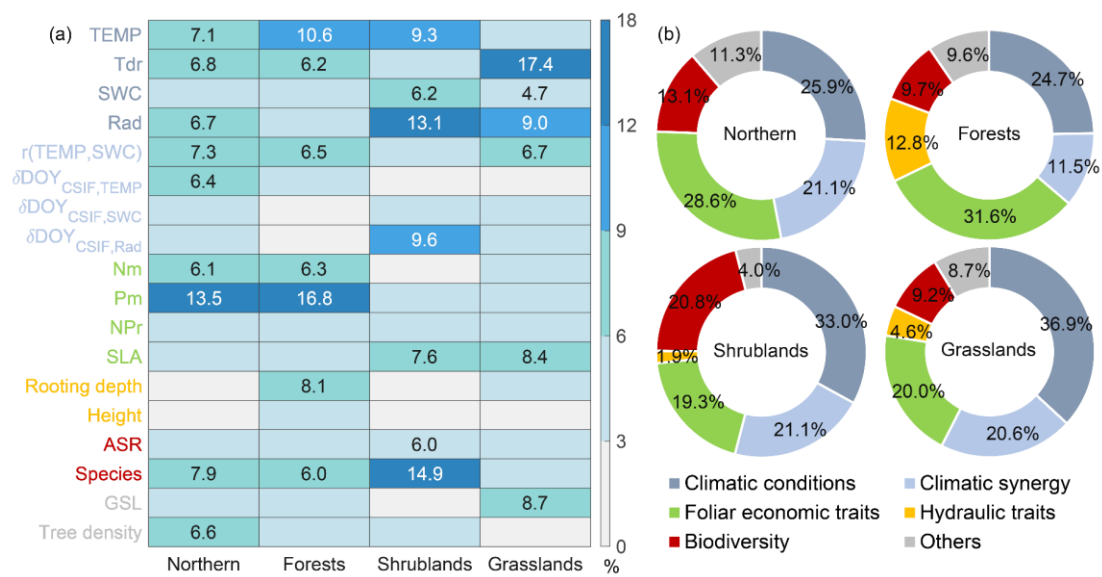 (a)
TEMP 7.1 10.6 9.3
Tdr 6.8 6.2 17.4
SWC 6.2 4.7
Rad 6.7 13.1 9.0
r(TEMP,SWC) 7.3 6.5 6.7
δDOY CSIF,TEMP 6.4
δDOY CSIF,SWC
δDOY CSIF,Rad 9.6
Nm 6.1 6.3
Pm 13.5 16.8
NPr
SLA 7.6 8.4
Rooting depth 8.1
Height
ASR 6.0
Species 7.9 6.0 14.9
GSL 8.7
Tree density 6.6
Northern Forests Shrublands Grasslands
18
12
9
6
3
0
%
(b)
Northern
25.9%
21.1%
28.6%
13.1%
11.3%
Forests
24.7%
11.5%
31.6%
12.8%
9.7%
9.6%
Shrublands
33.0%
21.1%
19.3%
1.9%
20.8%
4.0%
Grasslands
36.9%
20.6%
20.0%
4.6%
9.2%
8.7%
Climatic conditions
Climatic synergy
Foliar economic traits
Hydraulic traits
Biodiversity
Others